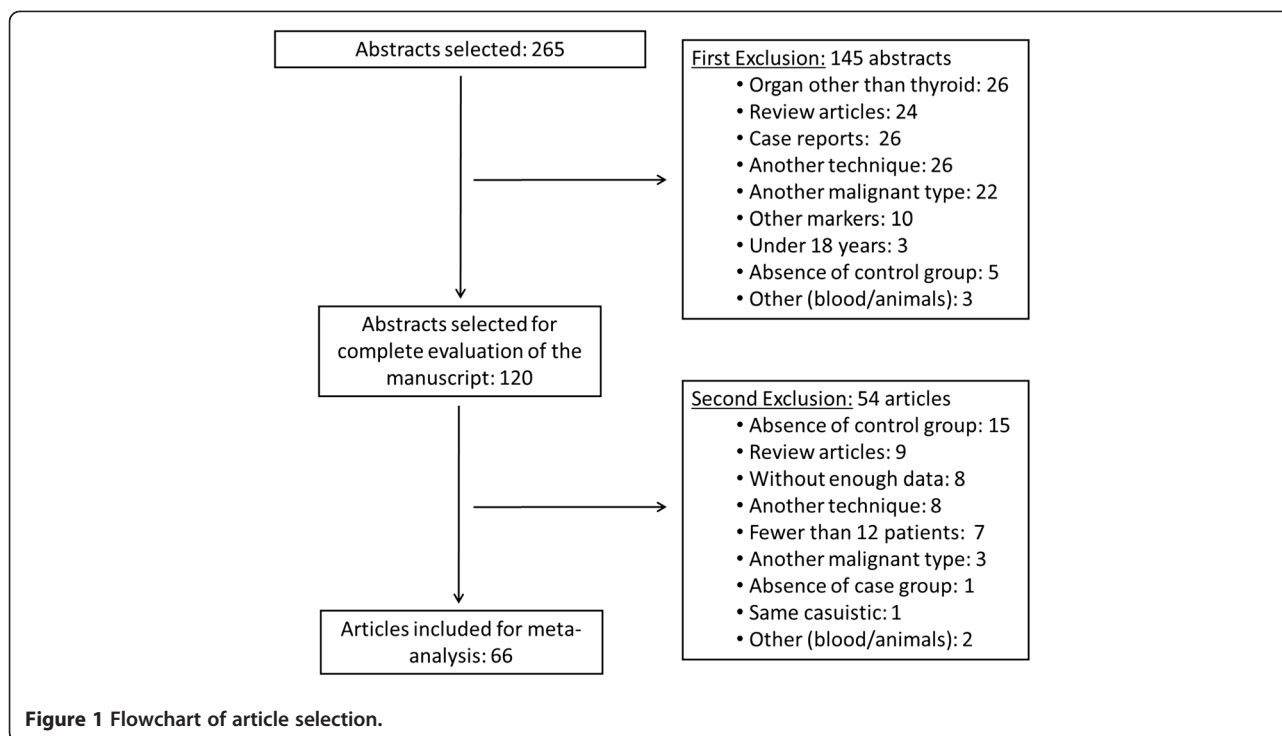 Abstracts selected: 265
First Exclusion: 145 abstracts
• Organ other than thyroid: 26
• Review articles: 24
• Case reports: 26
• Another technique: 26
• Another malignant type: 22
• Other markers: 10
• Under 18 years: 3
• Absence of control group: 5
• Other (blood/animals): 3
Abstracts selected for
complete evaluation of the
manuscript: 120
Second Exclusion: 54 articles
• Absence of control group: 15
• Review articles: 9
• Without enough data: 8
• Another technique: 8
• Fewer than 12 patients: 7
• Another malignant type: 3
• Absence of case group: 1
• Same casuistic: 1
• Other (blood/animals): 2
Articles included for meta-
analysis: 66
Figure 1 Flowchart of article selection.